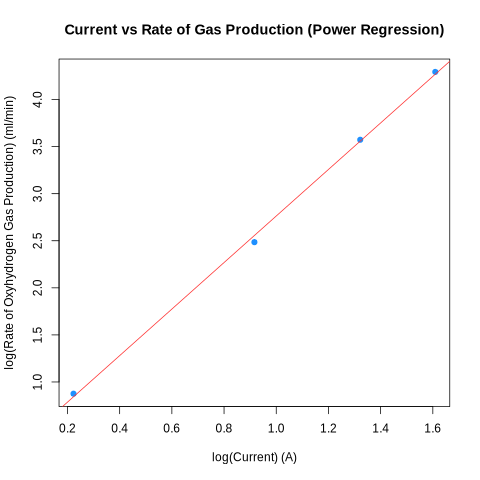 Current vs Rate of Gas Production (Power Regression)
log(Rate of Oxyhydrogen Gas Production) (ml/min)
4.0
3.5
3.0
2.5
2.0
1.5
1.0
0.2 0.4 0.6 0.8 1.0 1.2 1.4 1.6
log(Current) (A)